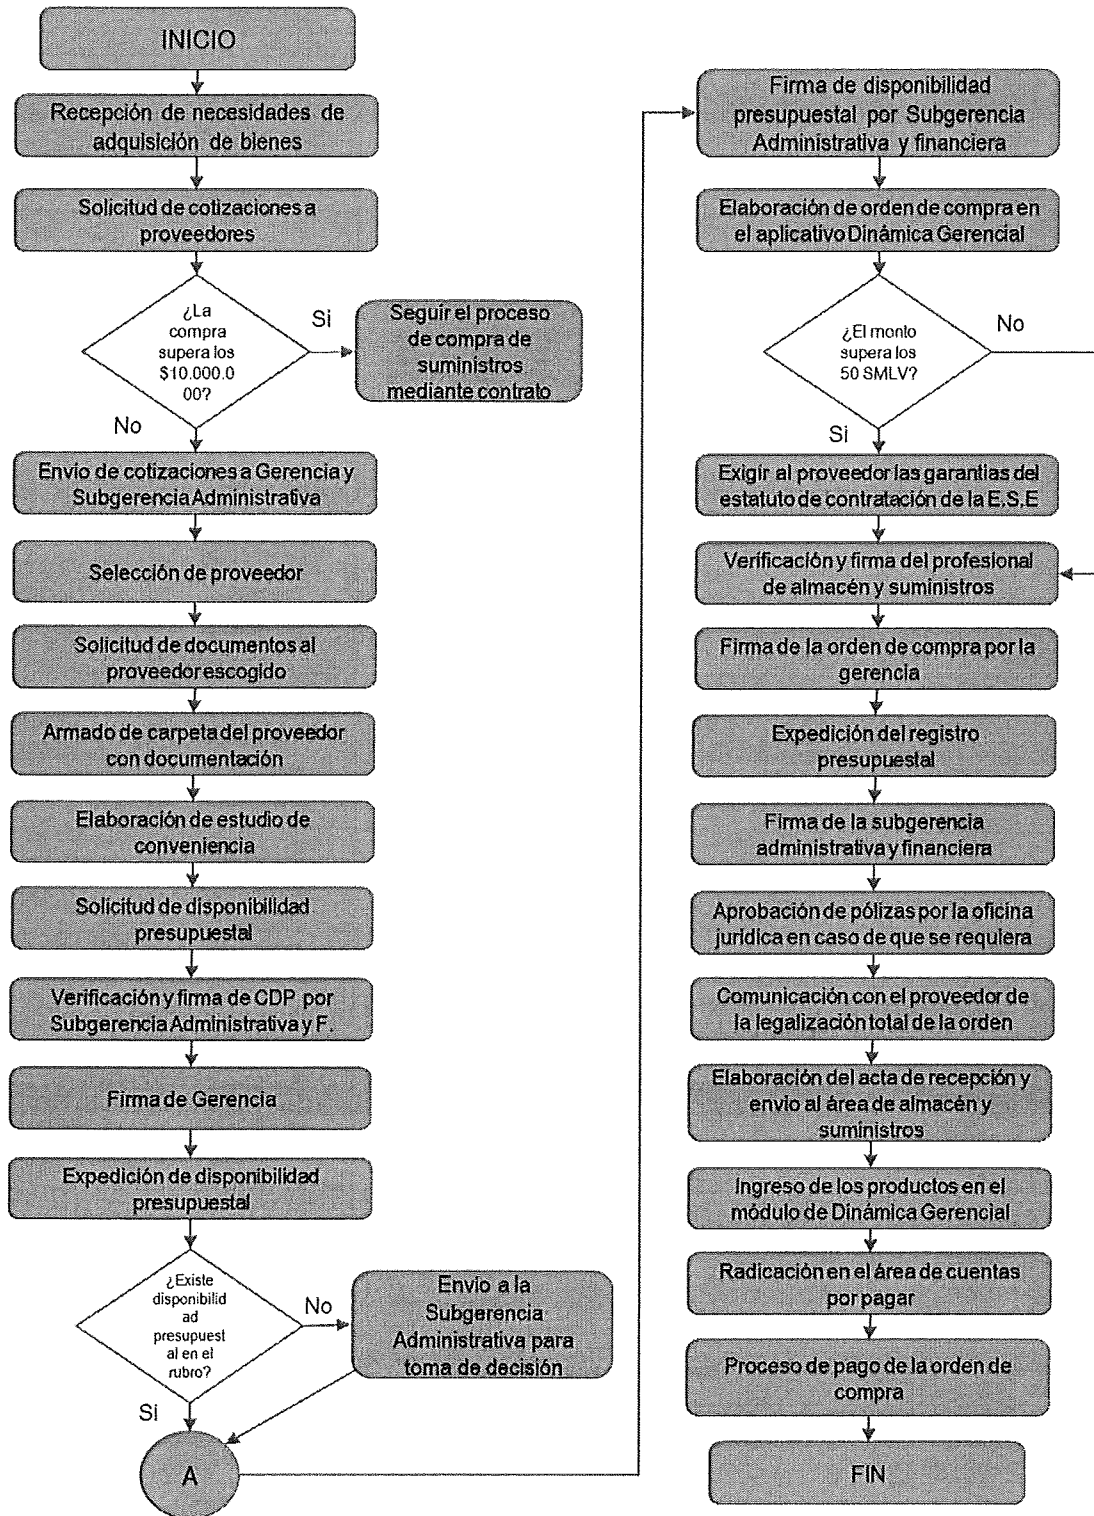 INICIO
Recepción de necesidades de
adquisición de bienes
Solicitud de cotizaciones a
proveedores
¿La
compra
supera los
$10.000.0
00?
Si
Seguir el proceso
de compra de
suministros
mediante contrato
No
Envio de cotizaciones a Gerencia y
Subgerencia Administrativa
Selección de proveedor
Solicitud de documentos al
proveedor escogido
Armado de carpeta del proveedor
con documentación
Elaboración de estudio de
conveniencia
Solicitud de disponibilidad
presupuestal
Verificación y firma de CDP por
Subgerencia Administrativa y F.
Firma de Gerencia
Expedición de disponibilidad
presupuestal
¿Existe
disponibilid
ad
presupuest
al en el
rubro?
No
Envio a la
Subgerencia
Administrativa para
toma de decisión
Si
A
Firma de disponibilidad
presupuestal por Subgerencia
Administrativa y financiera
Elaboración de orden de compra en
el aplicativo Dinámica Gerencial
¿El monto
supera los
50 SMLV?
No
Si
Exigir al proveedor las garantias del
estatuto de contratación de la E.S.E
Verificación y firma del profesional
de almacén y suministros
Firma de la orden de compra por la
gerencia
Expedición del registro
presupuestal
Firma de la subgerencia
administrativa y financiera
Aprobación de pólizas por la oficina
juridica en caso de que se requiera
Comunicación con el proveedor de
la legalización total de la orden
Elaboración del acta de recepción y
envio al área de almacén y
suministros
Ingreso de los productos en el
módulo de Dinámica Gerencial
Radicación en el área de cuentas
por pagar
Proceso de pago de la orden de
compra
FIN